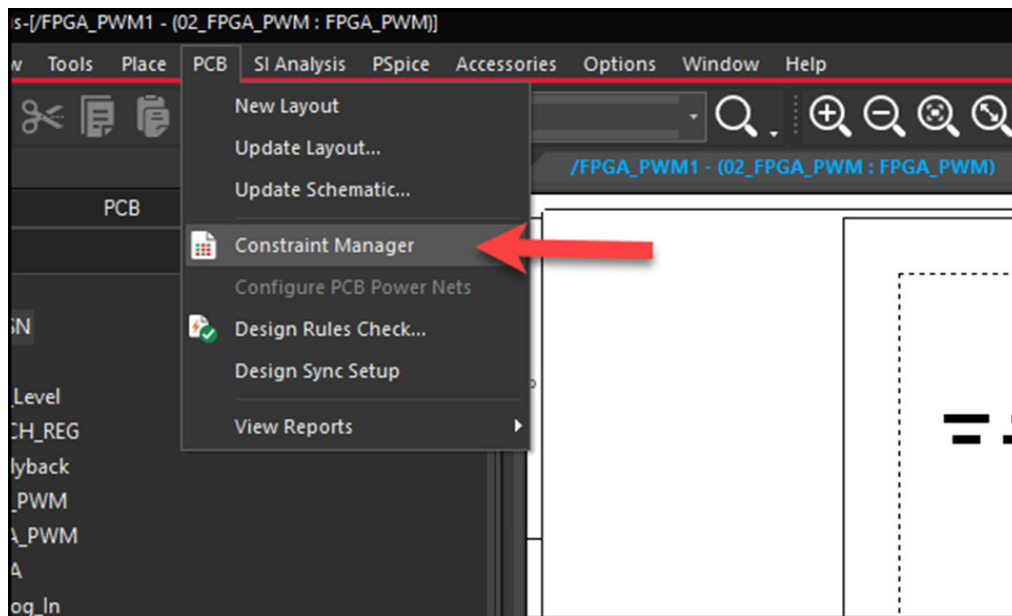 s-[/FPGA_PWM1 - (02_FPGA_PWM : FPGA_PWM)]
w Tools Place PCB SI Analysis PSpice Accessories Options Window Help
New Layout
Update Layout...
Update Schematic...
Constraint Manager
Configure PCB Power Nets
Design Rules Check...
Design Sync Setup
View Reports
/FPGA_PWM1 - (02_FPGA_PWM : FPGA_PWM)
PCB
SN
_Level
CH_REG
lyback
_PWM
A_PWM
A
og_In